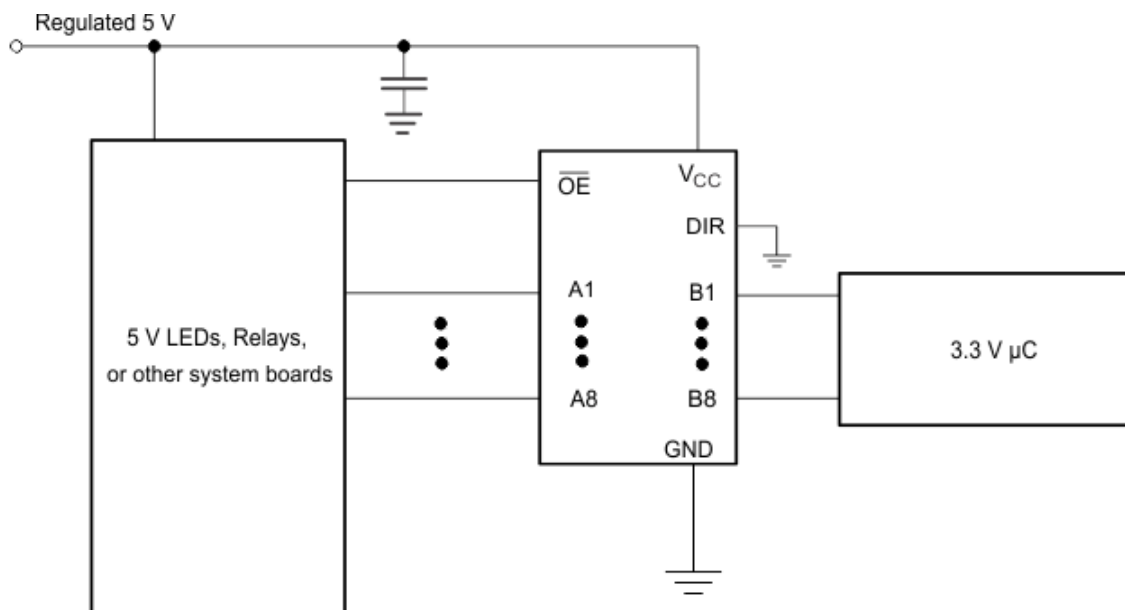 Regulated 5 V
OE
VCC
DIR
A1
B1
5 V LEDs, Relays,
or other system boards
3.3 V µC
A8
B8
GND